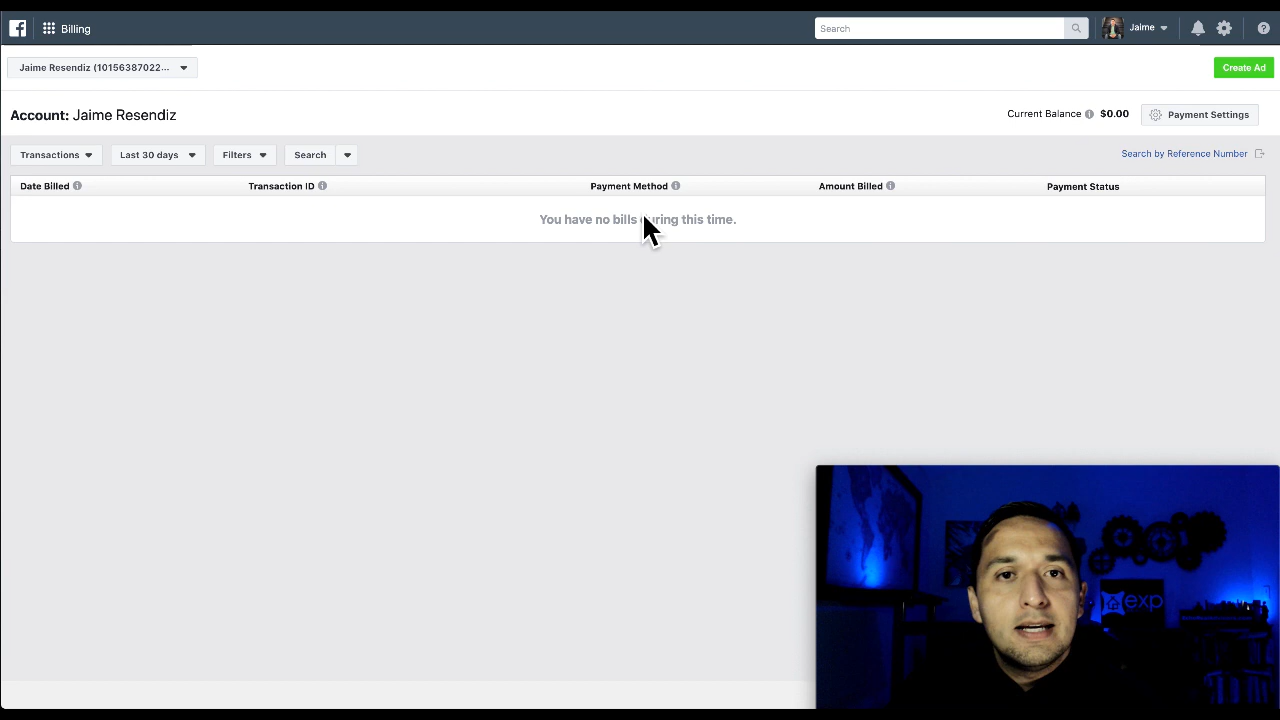 Billing
Search
Jaime
Jaime Resendiz (10156387022...
Create Ad
Account: Jaime Resendiz
Current Balance $0.00
Payment Settings
Transactions
Last 30 days
Filters
Search
Search by Reference Number
Date Billed
Transaction ID
Payment Method
Amount Billed
Payment Status
You have no bills during this time.
exp